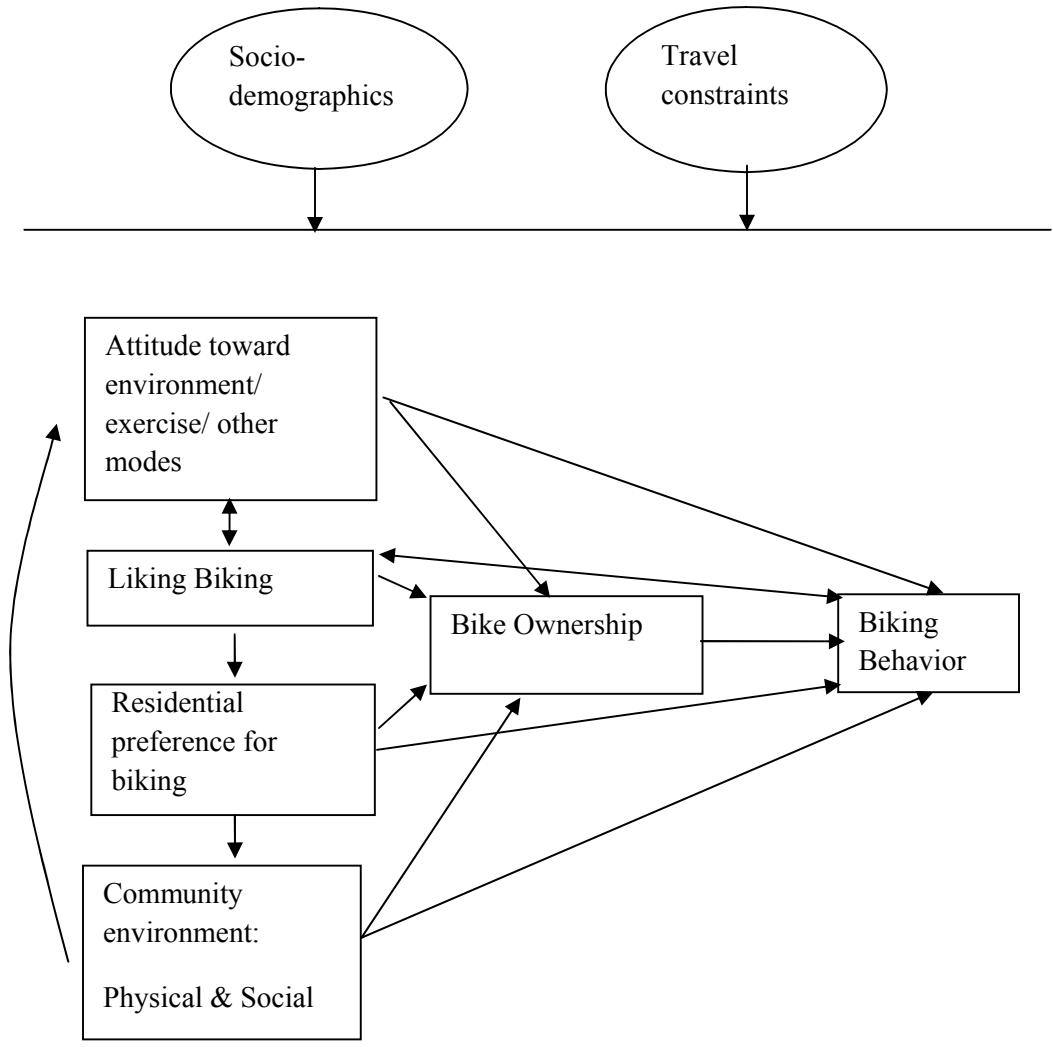 Socio-
demographics
Travel
constraints
Attitude toward
environment/
exercise/ other
modes
Liking Biking
Bike Ownership
Biking
Behavior
Residential
preference for
biking
Community
environment:
Physical & Social